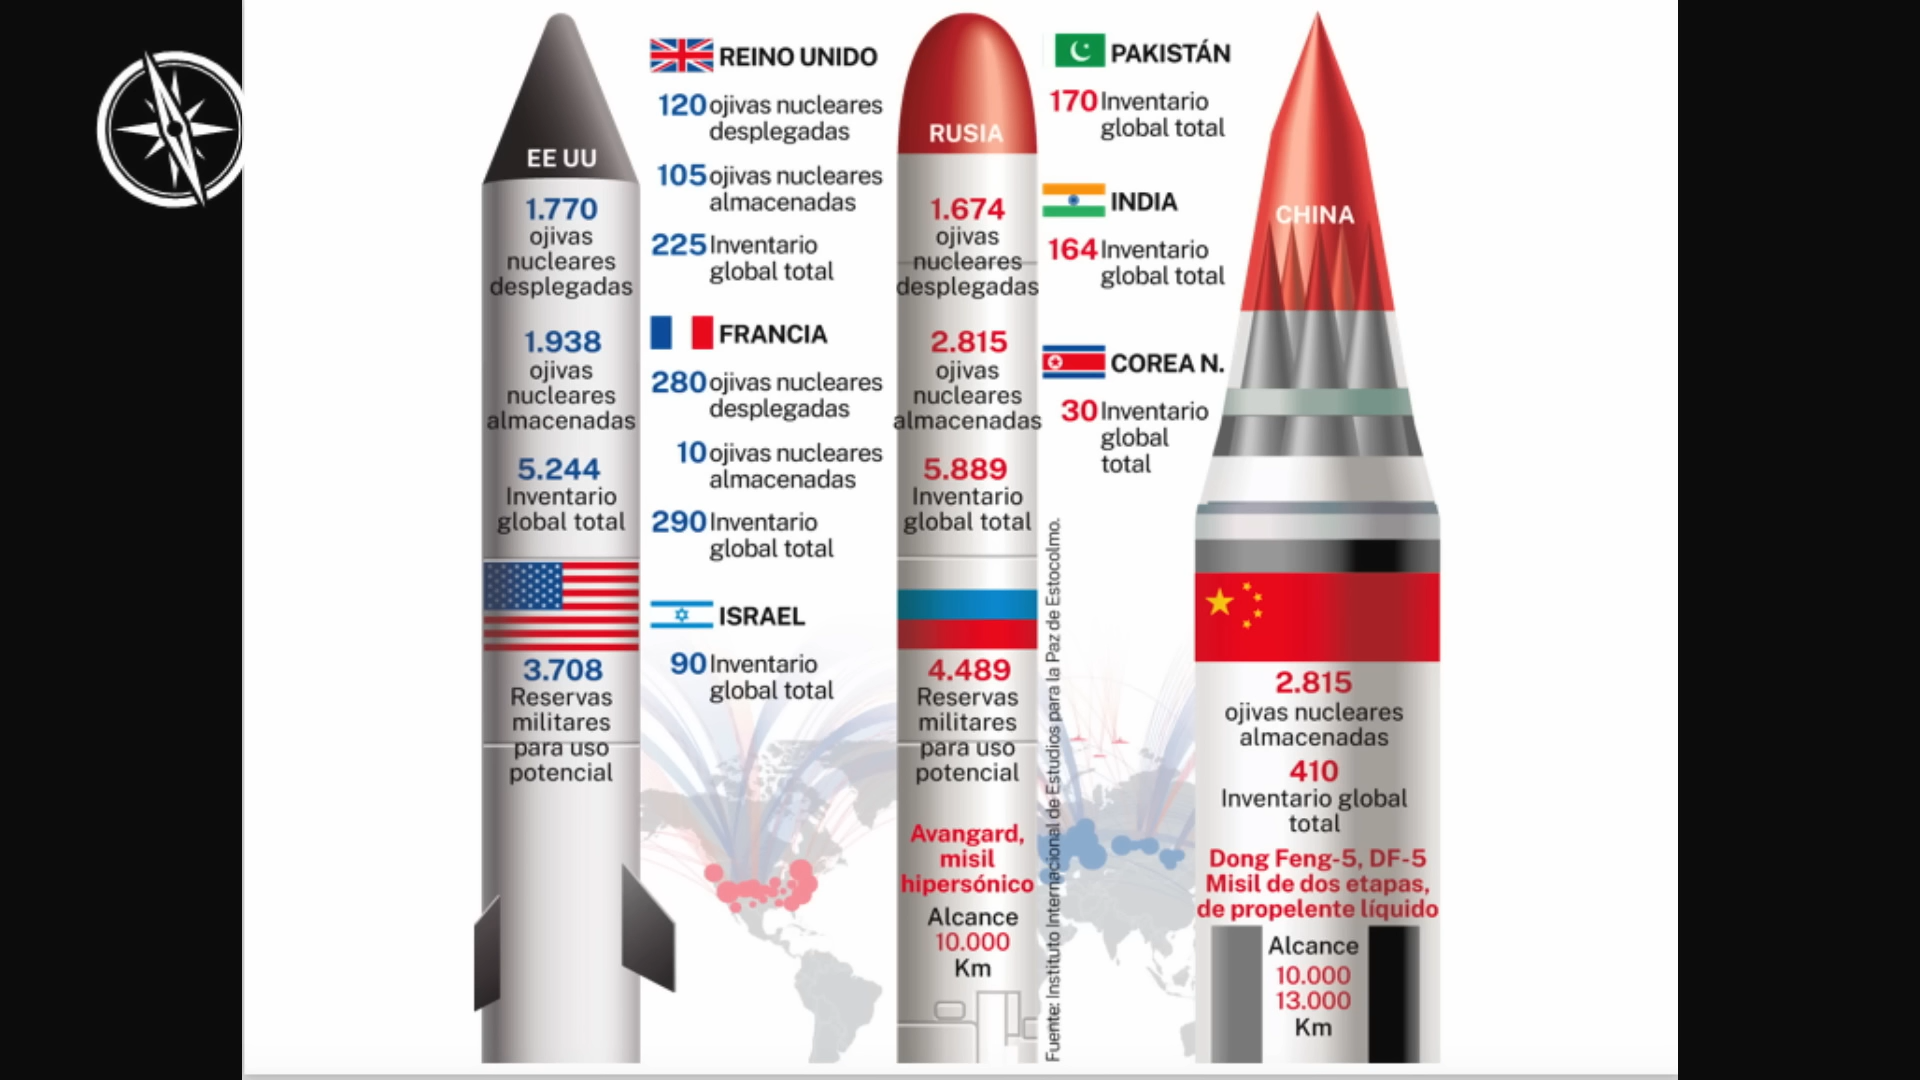 EE UU
1.770
ojivas
nucleares
desplegadas
1.938
ojivas
nucleares
almacenadas
5.244
Inventario
global total
3.708
Reservas
militares
para uso
potencial
REINO UNIDO
120 ojivas nucleares
desplegadas
105 ojivas nucleares
almacenadas
225 Inventario
global total
FRANCIA
280 ojivas nucleares
desplegadas
10 ojivas nucleares
almacenadas
290 Inventario
global total
ISRAEL
90 Inventario
global total
RUSIA
1.674
ojivas
nucleares
desplegadas
2.815
ojivas
nucleares
almacenadas
5.889
Inventario
global total
4.489
Reservas
militares
para uso
potencial
Avangard,
misil
hipersónico
Alcance
10.000
Km
Fuente: Instituto Internacional de Estudios para la Paz de Estocolmo.
PAKISTÁN
170 Inventario
global total
INDIA
164 Inventario
global total
COREA N.
30 Inventario
global
total
CHINA
2.815
ojivas nucleares
almacenadas
410
Inventario global
total
Dong Feng-5, DF-5
Misil de dos etapas,
de propelente líquido
Alcance
10.000
13.000
Km